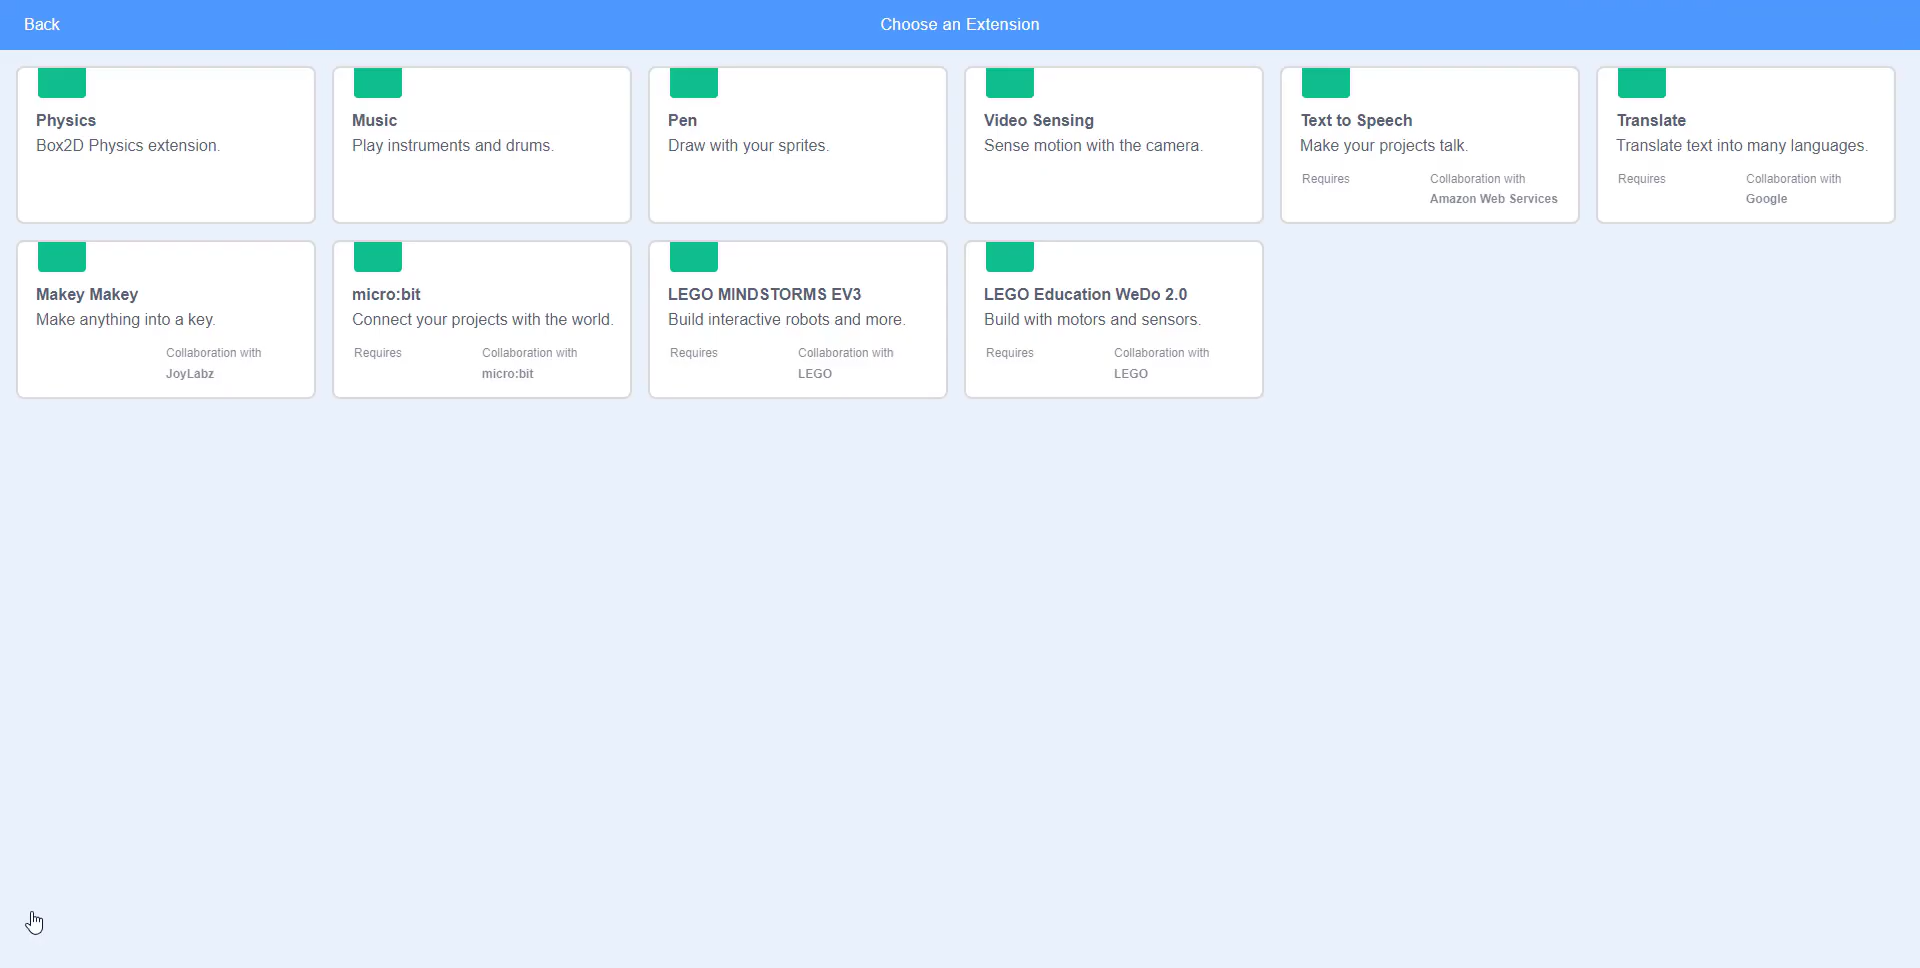 Back
Choose an Extension
Physics
Box2D Physics extension.
Music
Play instruments and drums.
Pen
Draw with your sprites.
Video Sensing
Sense motion with the camera.
Text to Speech
Make your projects talk.
Requires
Collaboration with
Amazon Web Services
Translate
Translate text into many languages.
Requires
Collaboration with
Google
Makey Makey
Make anything into a key.
Collaboration with
JoyLabz
micro:bit
Connect your projects with the world.
Requires
Collaboration with
micro:bit
LEGO MINDSTORMS EV3
Build interactive robots and more.
Requires
Collaboration with
LEGO
LEGO Education WeDo 2.0
Build with motors and sensors.
Requires
Collaboration with
LEGO